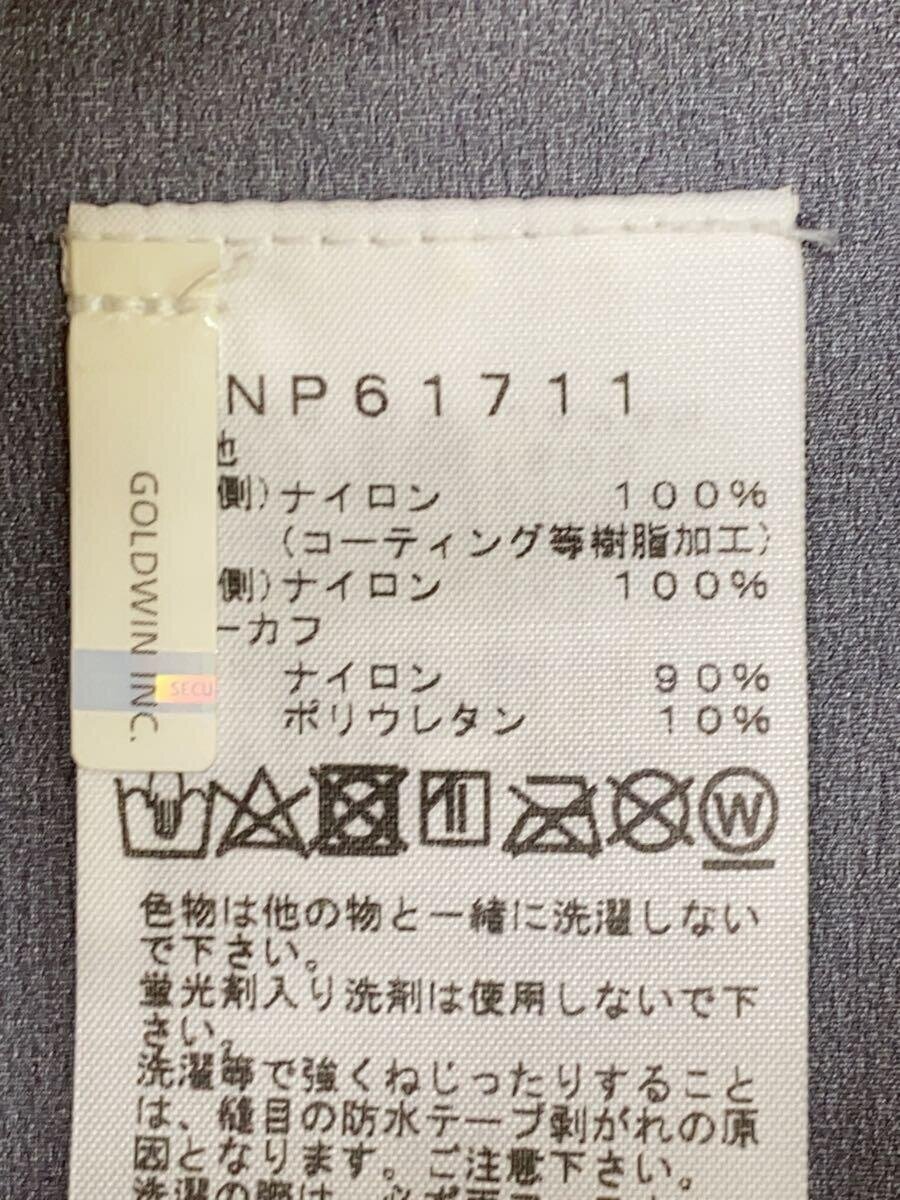 NP61711
側)ナイロン 100%
(コーティング等樹脂加工)
側)ナイロン 100%
ーカフ
ナイロン 90%
ポリウレタン 10%
GOLDWIN INC.
SECU
W
色物は他の物と一緒に洗濯しない
で下さい。
蛍光剤入り洗剤は使用しないで下
さい。
洗濯等で強くねじったりすること
は、縫目の防水テープ剥がれの原
因となります。ご注意下さい。